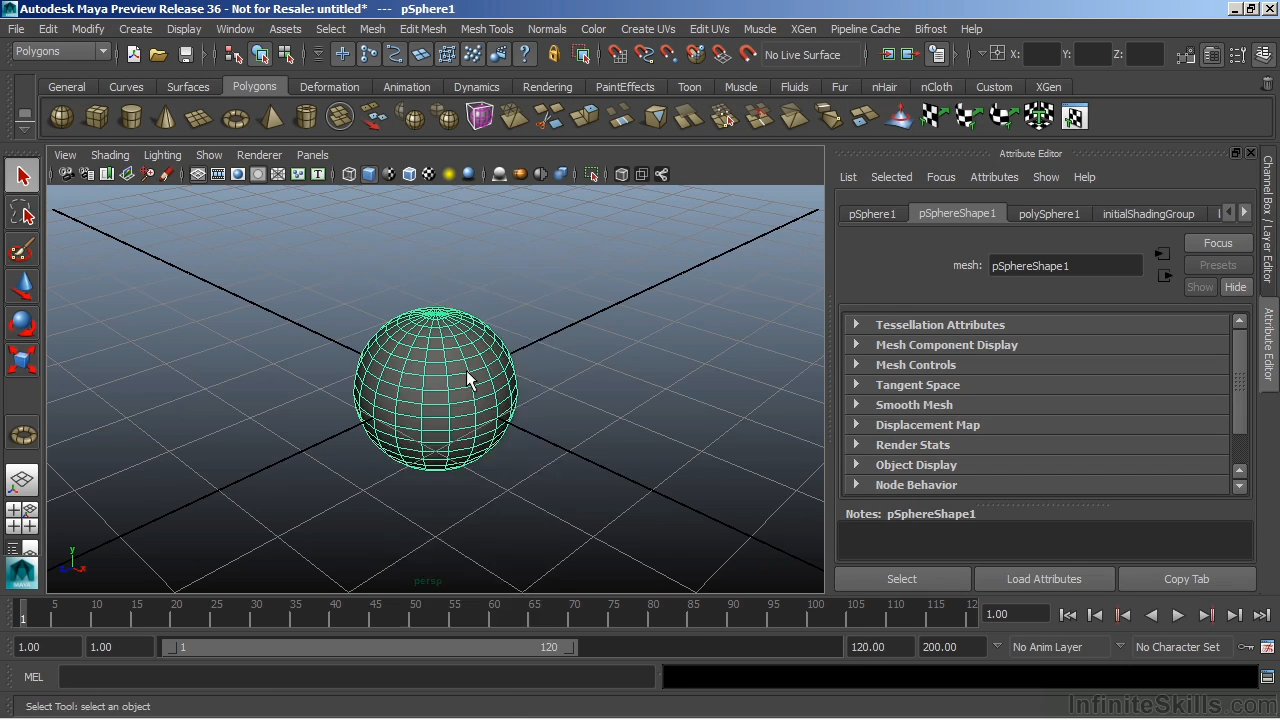 Autodesk Maya Preview Release 36 - Not for Resale: untitled* --- pSphere1
File Edit Modify Create Display Window Assets Select Mesh Edit Mesh Mesh Tools Normals Color Create UVs Edit UVs Muscle XGen Pipeline Cache Bifrost Help
Polygons No Live Surface X: Y: Z:
General Curves Surfaces Polygons Deformation Animation Dynamics Rendering PaintEffects Toon Muscle Fluids Fur nHair nCloth Custom XGen
View Shading Lighting Show Renderer Panels
Attribute Editor
List Selected Focus Attributes Show Help
pSphere1 pSphereShape1 polySphere1 initialShadingGroup
Focus
mesh: pSphereShape1
Presets
Show Hide
Tessellation Attributes
Mesh Component Display
Mesh Controls
Tangent Space
Smooth Mesh
Displacement Map
Render Stats
Object Display
Node Behavior
Notes: pSphereShape1
Select Load Attributes Copy Tab
Channel Box / Layer Editor
Attribute Editor
y
persp
MAYA
1 5 10 15 20 25 30 35 40 45 50 55 60 65 70 75 80 85 90 95 100 105 110 115 12
1.00
1.00 1.00 1 120 120.00 200.00 No Anim Layer No Character Set
MEL
Select Tool: select an object
InfiniteSkills.com